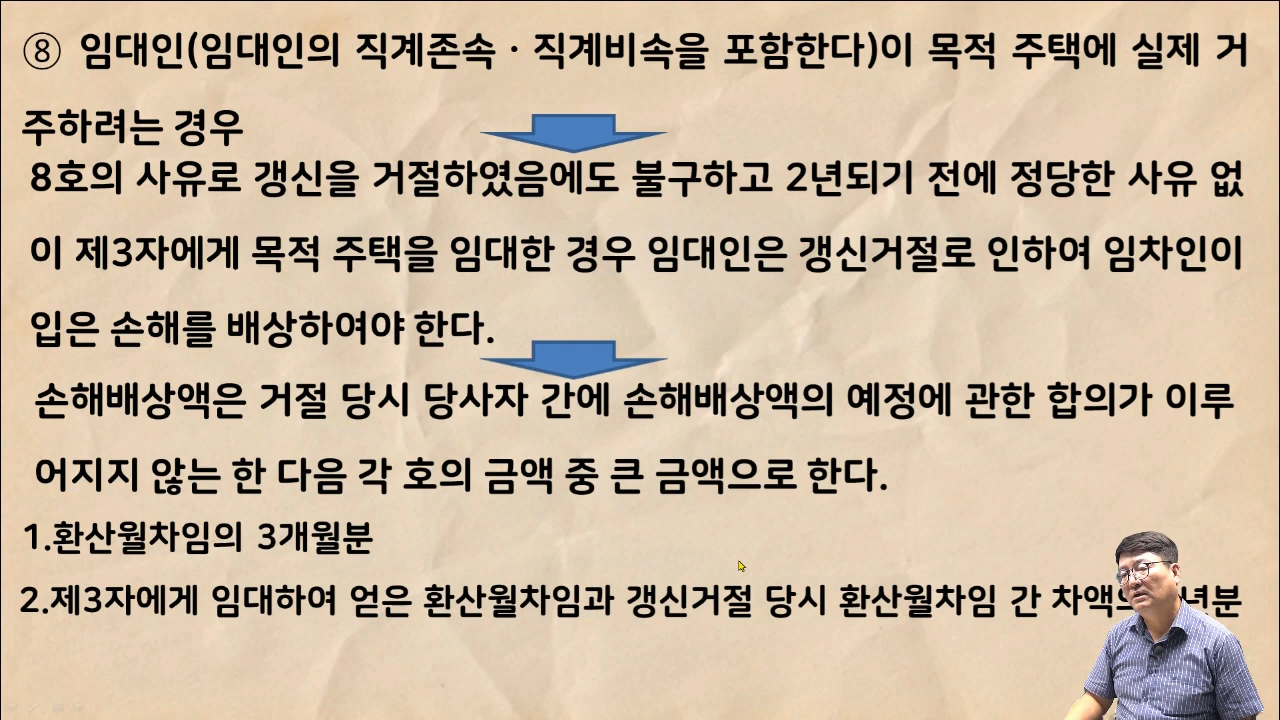 ⑧ 임대인(임대인의 직계존속 · 직계비속을 포함한다)이 목적 주택에 실제 거
주하려는 경우
8호의 사유로 갱신을 거절하였음에도 불구하고 2년되기 전에 정당한 사유 없
이 제3자에게 목적 주택을 임대한 경우 임대인은 갱신거절로 인하여 임차인이
입은 손해를 배상하여야 한다.
손해배상액은 거절 당시 당사자 간에 손해배상액의 예정에 관한 합의가 이루
어지지 않는 한 다음 각 호의 금액 중 큰 금액으로 한다.
1.환산월차임의 3개월분
2.제3자에게 임대하여 얻은 환산월차임과 갱신거절 당시 환산월차임 간